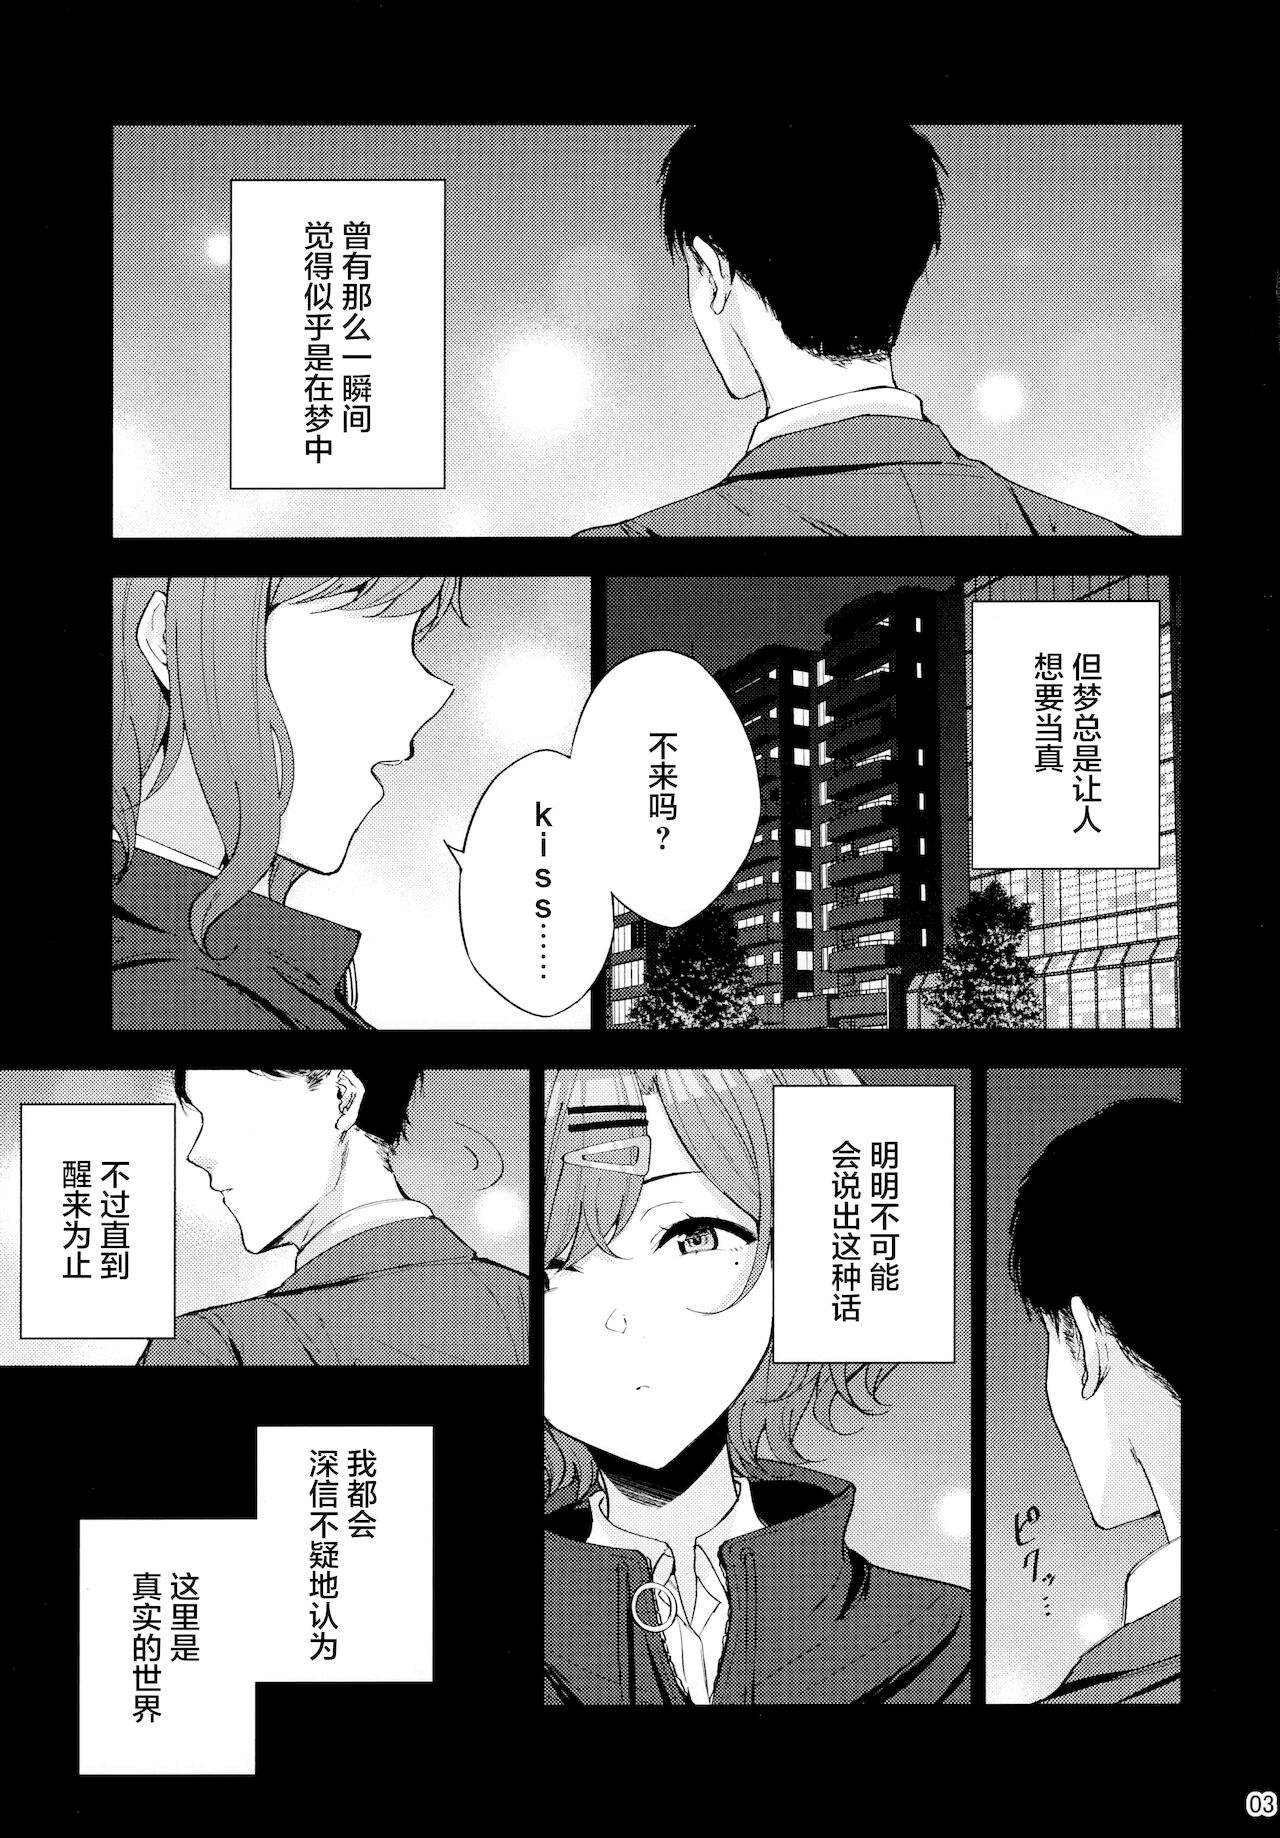 曾有那么一瞬间
觉得似乎是在梦中
但梦总是让人
想要当真
不来吗?
kiss……
ピクッ…
明明不可能
会说出这种话
不过直到
醒来为止
我都会
深信不疑地认为
这里是
真实的世界
03